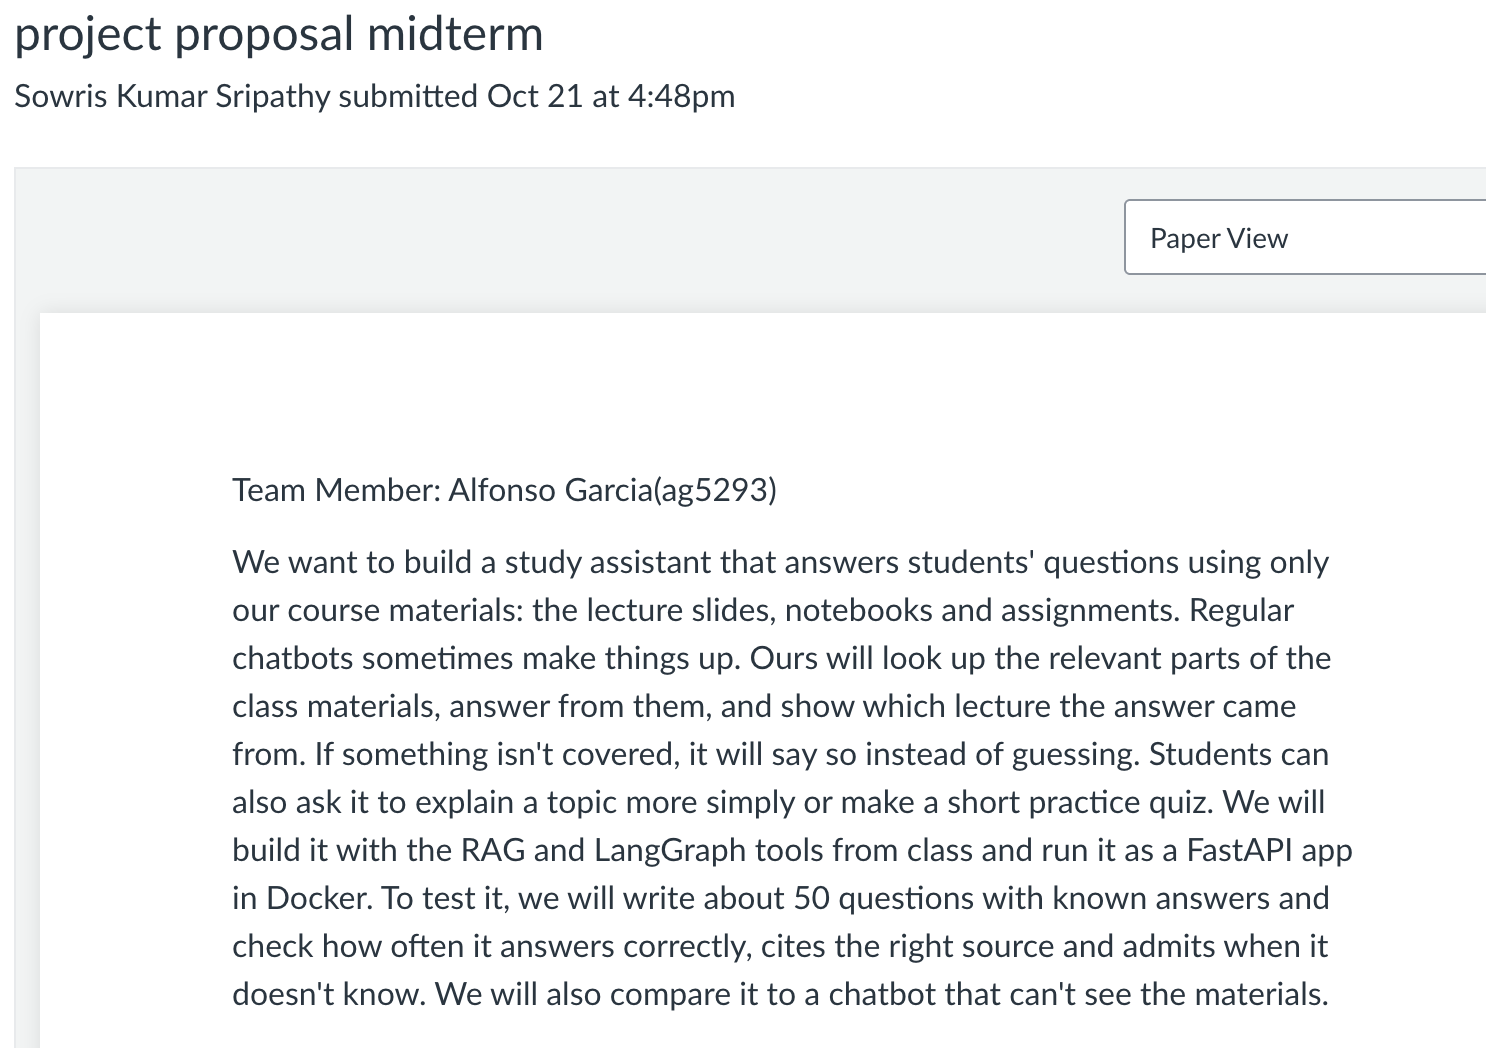 project proposal midterm
Sowris Kumar Sripathy submitted Oct 21 at 4:48pm
Paper View
Team Member: Alfonso Garcia(ag5293)
We want to build a study assistant that answers students' questions using only
our course materials: the lecture slides, notebooks and assignments. Regular
chatbots sometimes make things up. Ours will look up the relevant parts of the
class materials, answer from them, and show which lecture the answer came
from. If something isn't covered, it will say so instead of guessing. Students can
also ask it to explain a topic more simply or make a short practice quiz. We will
build it with the RAG and LangGraph tools from class and run it as a FastAPI app
in Docker. To test it, we will write about 50 questions with known answers and
check how often it answers correctly, cites the right source and admits when it
doesn't know. We will also compare it to a chatbot that can't see the materials.